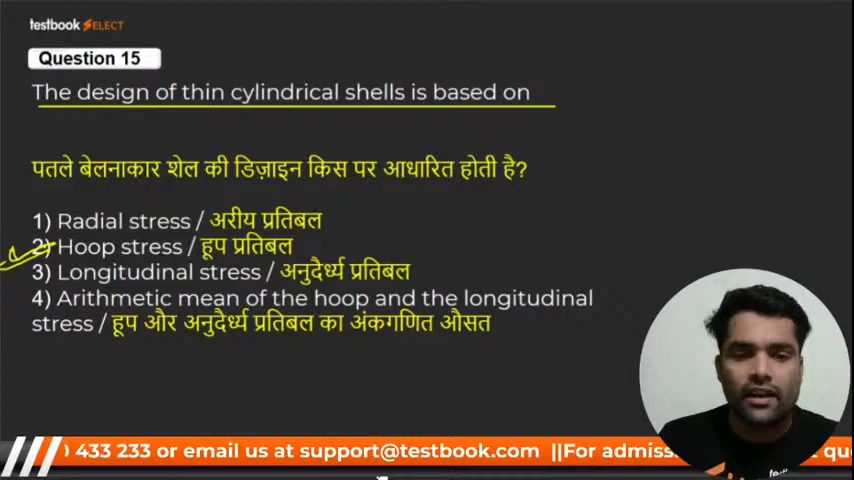 testbook SELECT
Question 15
The design of thin cylindrical shells is based on
पतले बेलनाकार शेल की डिज़ाइन किस पर आधारित होती है?
1) Radial stress / अरीय प्रतिबल
2) Hoop stress / हूप प्रतिबल
3) Longitudinal stress / अनुदैर्ध्य प्रतिबल
4) Arithmetic mean of the hoop and the longitudinal
stress / हूप और अनुदैर्ध्य प्रतिबल का अंकगणित औसत
433 233 or email us at support@testbook.com ||For